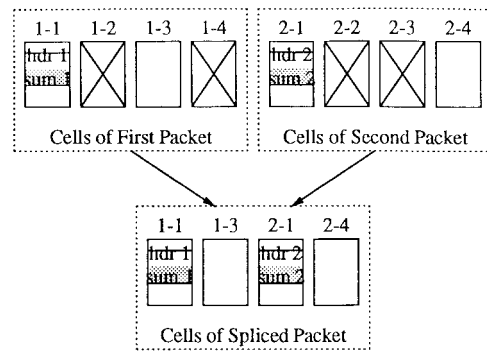 1-1 1-2 1-3 1-4
hdr 1
sum 1
Cells of First Packet
2-1 2-2 2-3 2-4
hdr 2
sum 2
Cells of Second Packet
1-1 1-3 2-1 2-4
hdr 1 hdr 2
sum 1 sum 2
Cells of Spliced Packet